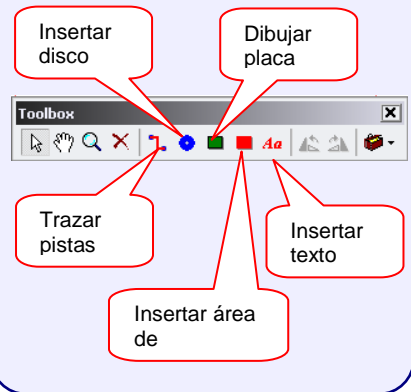 Insertar
disco
Dibujar
placa
Toolbox
Aa
Trazar
pistas
Insertar
texto
Insertar área
de